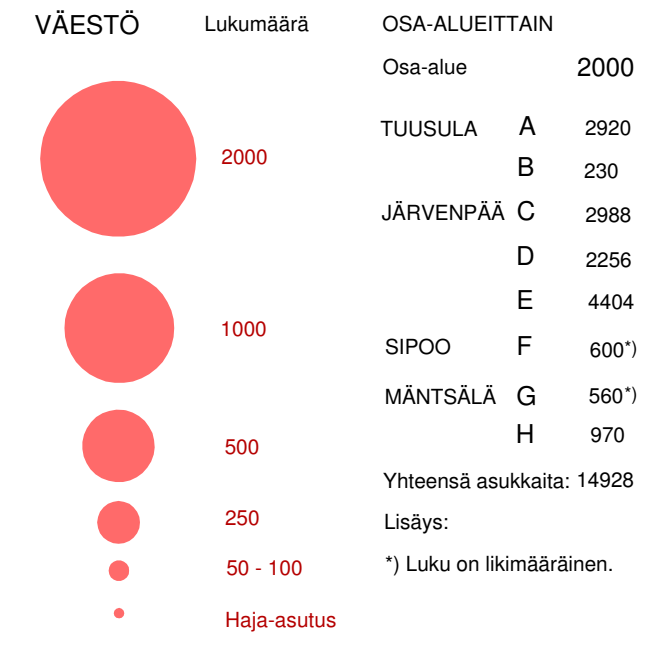 VÄESTÖ Lukumäärä
2000
1000
500
250
50 - 100
Haja-asutus
OSA-ALUEITTAIN
Osa-alue 2000
TUUSULA A 2920
B 230
JÄRVENPÄÄ C 2988
D 2256
E 4404
SIPOO F 600*)
MÄNTSÄLÄ G 560*)
H 970
Yhteensä asukkaita: 14928
Lisäys:
*) Luku on likimääräinen.